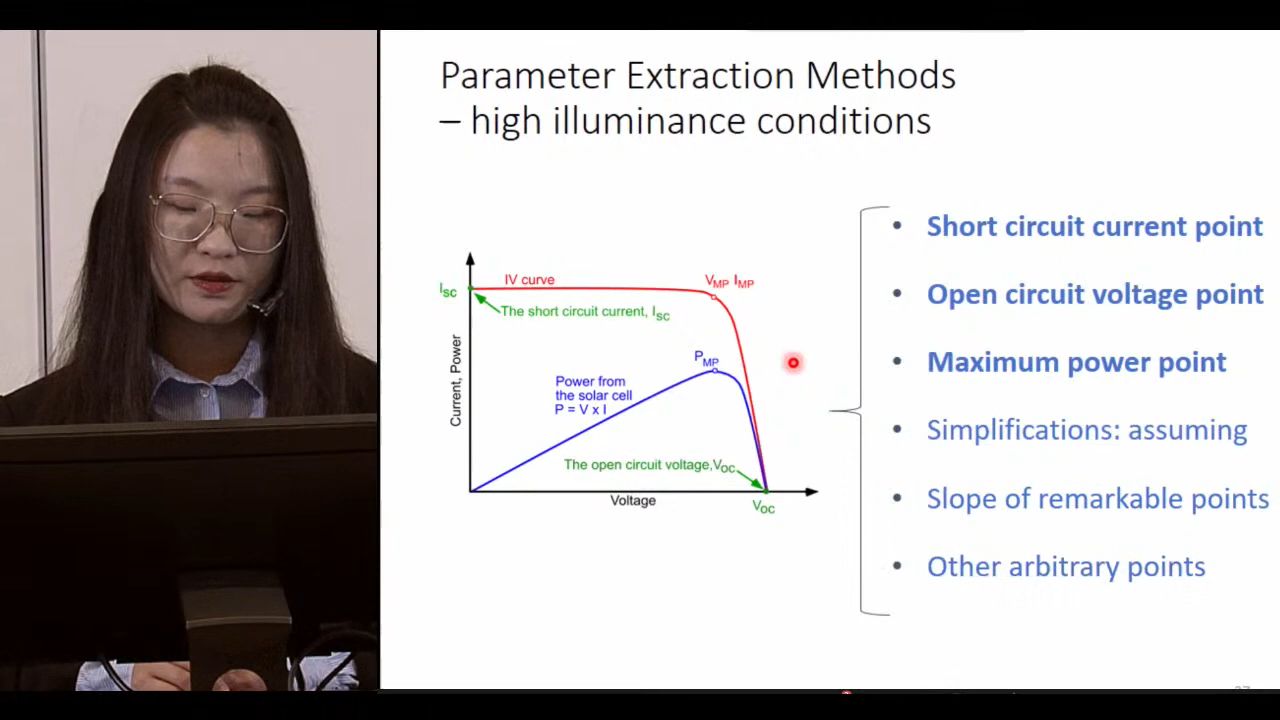 Parameter Extraction Methods
– high illuminance conditions
• Short circuit current point
• Open circuit voltage point
• Maximum power point
• Simplifications: assuming
• Slope of remarkable points
• Other arbitrary points
ISC
IV curve
VMP IMP
The short circuit current, ISC
PMP
Power from
the solar cell
P = V x I
Current, Power
The open circuit voltage,VOC
Voltage
VOC